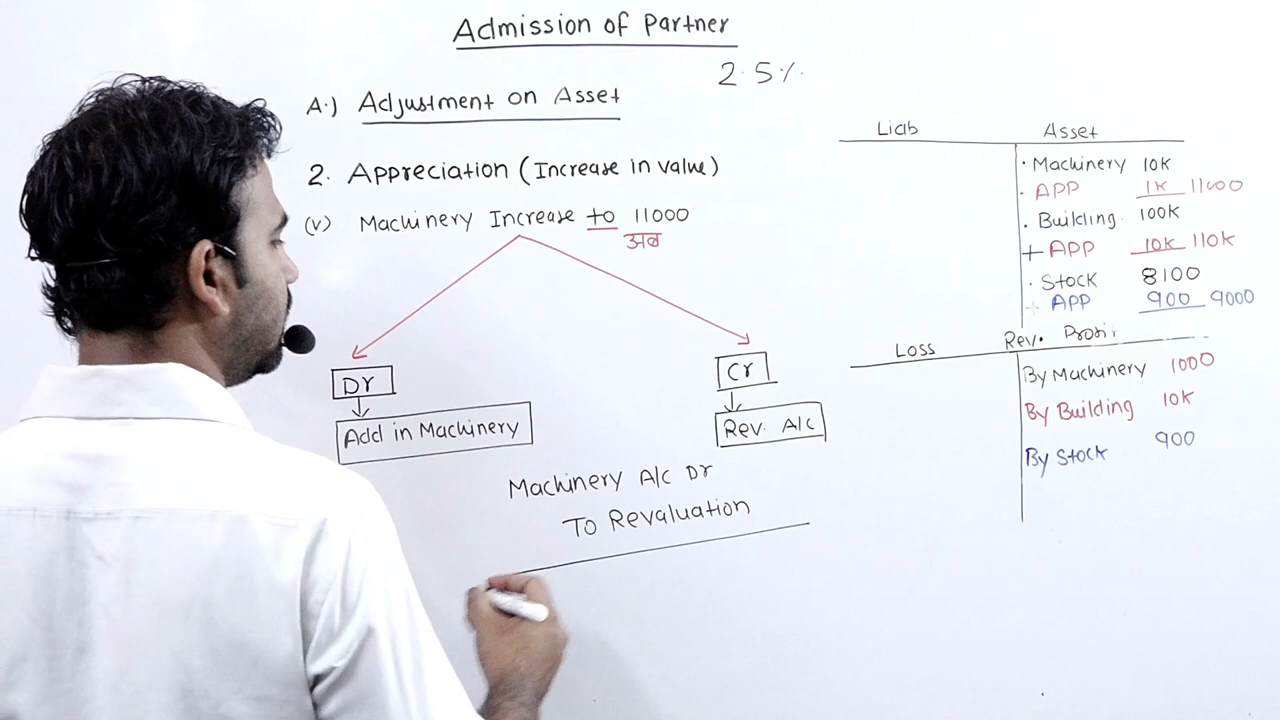 Admission of Partner
2.5%.
A.) Adjustment on Asset
2. Appreciation (Increase in value)
(v) Machinery Increase to 11000
अब
Dr
Add in Machinery
Cr
Rev. A/c
Machinery A/c Dr
To Revaluation
Liab Asset
· Machinery 10K
· APP 1K 11000
· Building. 100K
+ APP 10K 110K
· Stock 8100
+ APP 900 9000
Loss Rev. Profit
By Machinery 1000
By Building 10K
By Stock 900